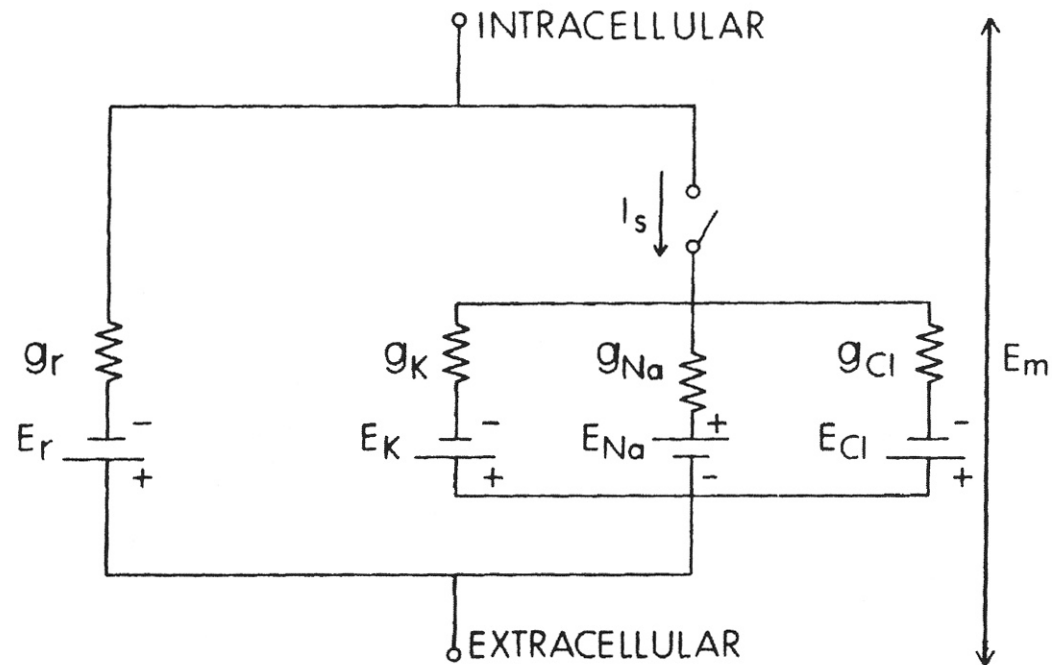 INTRACELLULAR
Is
gr
gK
gNa
gCl
Em
Er
-
+
EK
-
+
ENa
+
-
ECl
-
+
EXTRACELLULAR